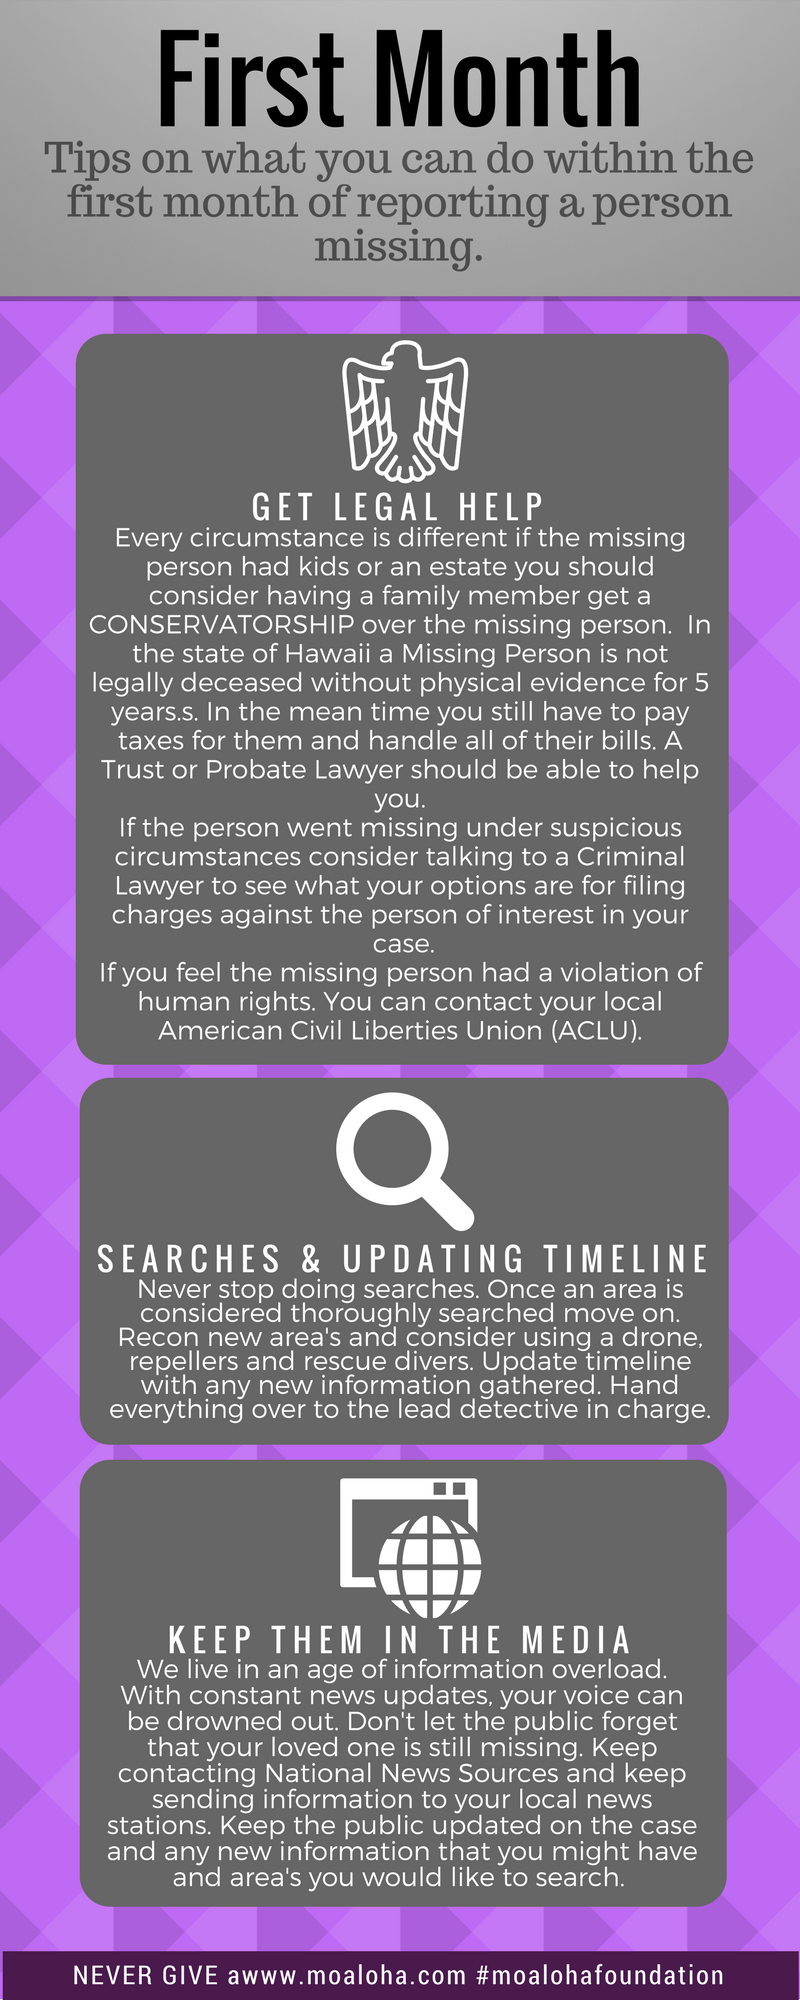 First Month
Tips on what you can do within the
first month of reporting a person
missing.
GET LEGAL HELP
Every circumstance is different if the missing
person had kids or an estate you should
consider having a family member get a
CONSERVATORSHIP over the missing person.  In
the state of Hawaii a Missing Person is not
legally deceased without physical evidence for 5
years.s. In the mean time you still have to pay
taxes for them and handle all of their bills. A
Trust or Probate Lawyer should be able to help
you.
If the person went missing under suspicious
circumstances consider talking to a Criminal
Lawyer to see what your options are for filing
charges against the person of interest in your
case.
If you feel the missing person had a violation of
human rights. You can contact your local
American Civil Liberties Union (ACLU).
SEARCHES & UPDATING TIMELINE
Never stop doing searches. Once an area is
considered thoroughly searched move on.
Recon new area's and consider using a drone,
repellers and rescue divers. Update timeline
with any new information gathered. Hand
everything over to the lead detective in charge.
KEEP THEM IN THE MEDIA
We live in an age of information overload.
With constant news updates, your voice can
be drowned out. Don't let the public forget
that your loved one is still missing. Keep
contacting National News Sources and keep
sending information to your local news
stations. Keep the public updated on the case
and any new information that you might have
and area's you would like to search.
NEVER GIVE awww.moaloha.com #moalohafoundation